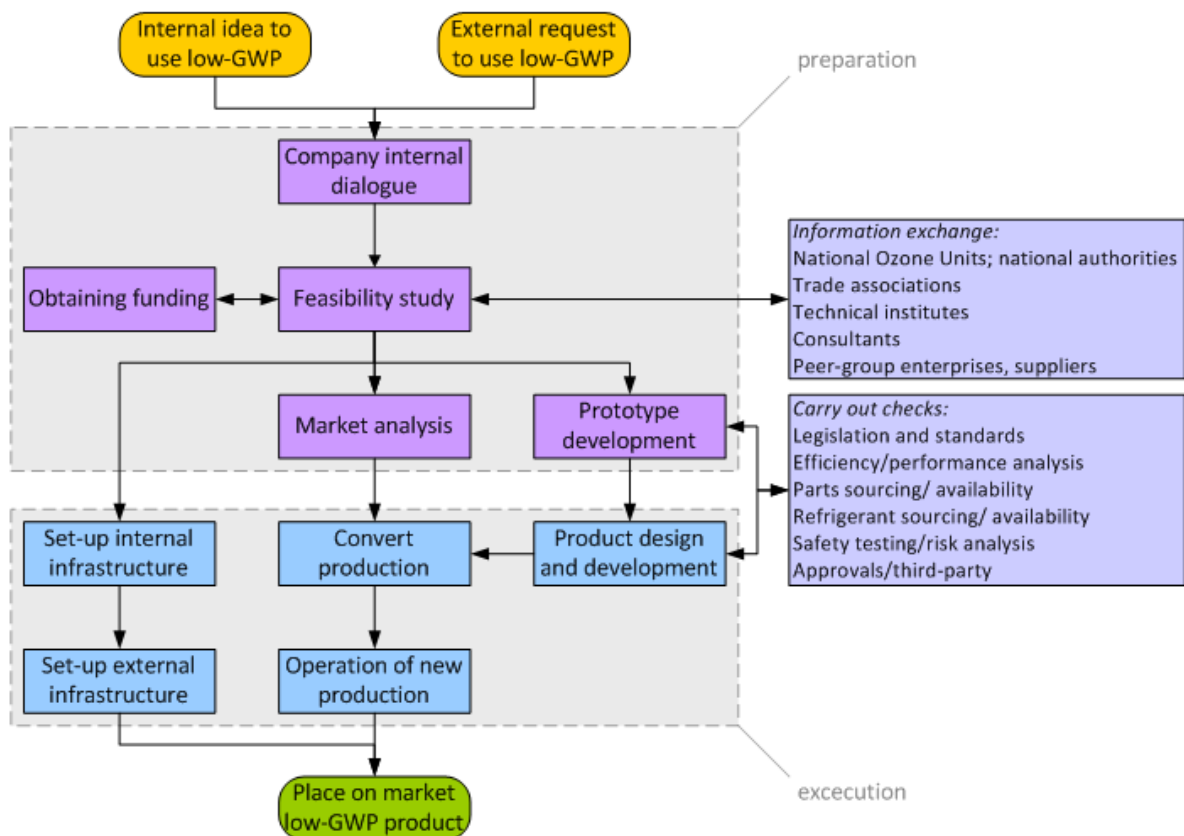 Internal idea to
use low-GWP
External request
to use low-GWP
preparation
Company internal
dialogue
Information exchange:
National Ozone Units; national authorities
Trade associations
Technical institutes
Consultants
Peer-group enterprises, suppliers
Obtaining funding
Feasibility study
Market analysis
Prototype
development
Carry out checks:
Legislation and standards
Efficiency/performance analysis
Parts sourcing/ availability
Refrigerant sourcing/ availability
Safety testing/risk analysis
Approvals/third-party
Set-up internal
infrastructure
Convert
production
Product design
and development
Set-up external
infrastructure
Operation of new
production
Place on market
low-GWP product
excecution